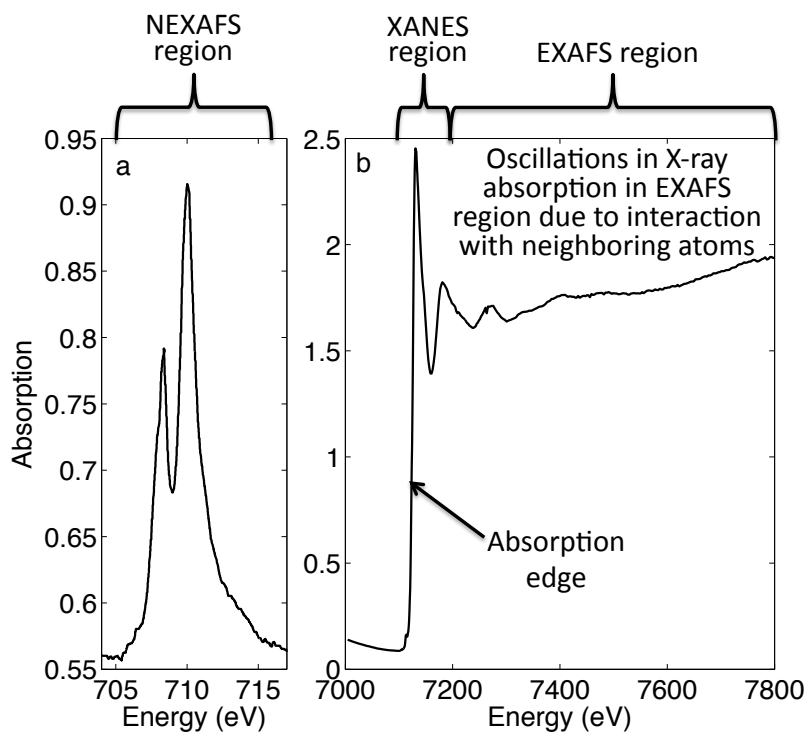 NEXAFS
region
XANES
region
EXAFS region
a
0.95
0.9
0.85
0.8
0.75
0.7
0.65
0.6
0.55
Absorption
705
710
715
Energy (eV)
b
Oscillations in X-ray
absorption in EXAFS
region due to interaction
with neighboring atoms
2.5
2
1.5
1
0.5
0
Absorption
edge
7000
7200
7400
7600
7800
Energy (eV)